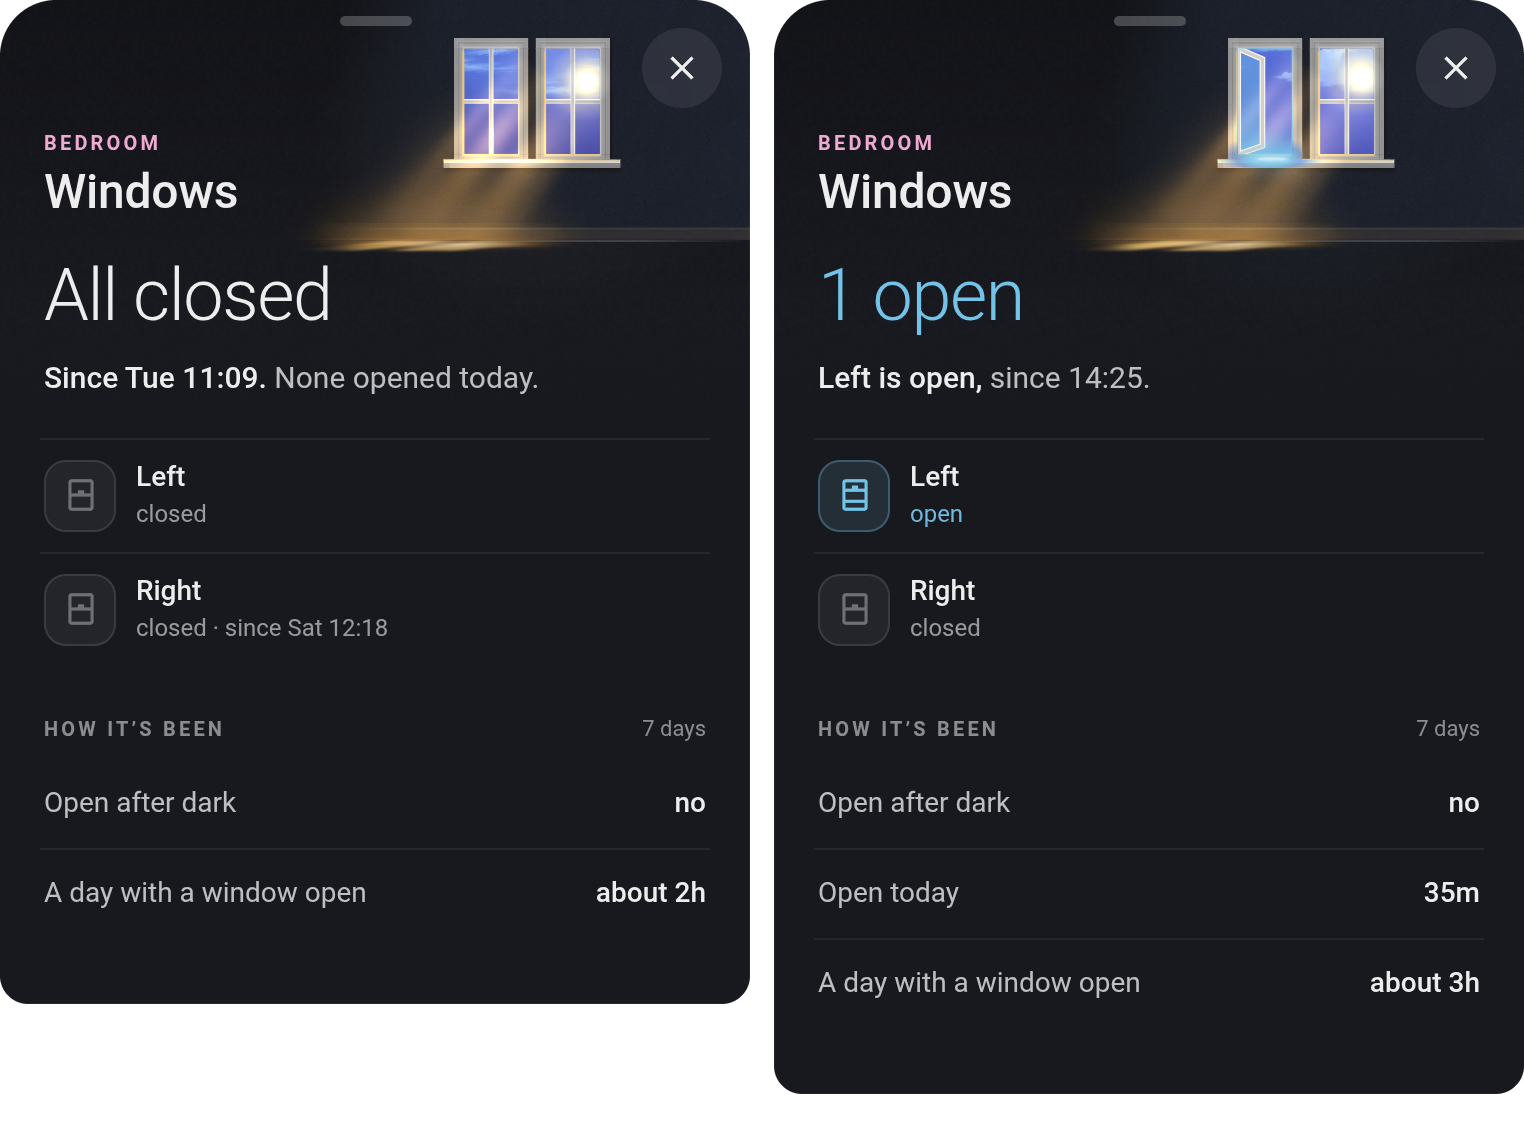 BEDROOM
Windows
All closed
Since Tue 11:09. None opened today.
Left
closed
Right
closed · since Sat 12:18
HOW IT’S BEEN
7 days
Open after dark
no
A day with a window open
about 2h
BEDROOM
Windows
1 open
Left is open, since 14:25.
Left
open
Right
closed
HOW IT’S BEEN
7 days
Open after dark
no
Open today
35m
A day with a window open
about 3h